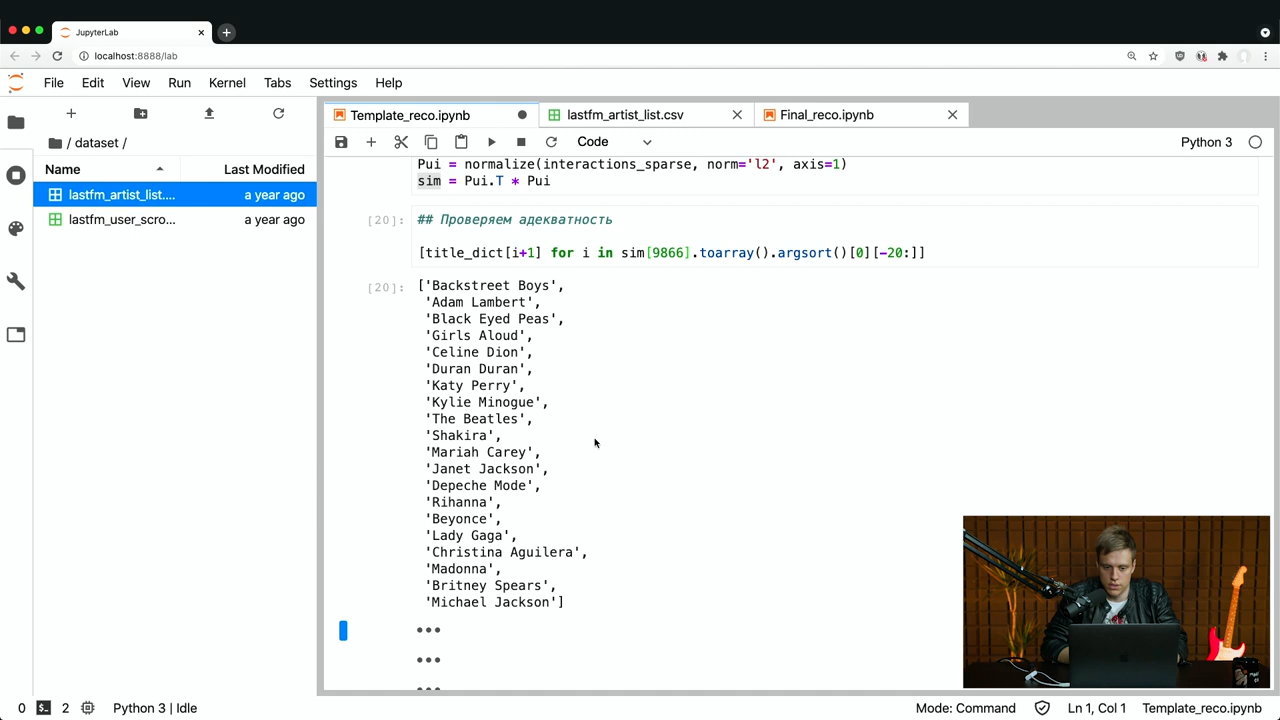 JupyterLab
localhost:8888/lab
File Edit View Run Kernel Tabs Settings Help
Template_reco.ipynb
lastfm_artist_list.csv
Final_reco.ipynb
/ dataset /
Code
Python 3
Name
Last Modified
lastfm_artist_list.... a year ago
lastfm_user_scro... a year ago
Pui = normalize(interactions_sparse, norm='l2', axis=1)
sim = Pui.T * Pui
[20]: ## Проверяем адекватность
[title_dict[i+1] for i in sim[9866].toarray().argsort()[0][-20:]]
[20]: ['Backstreet Boys',
'Adam Lambert',
'Black Eyed Peas',
'Girls Aloud',
'Celine Dion',
'Duran Duran',
'Katy Perry',
'Kylie Minogue',
'The Beatles',
'Shakira',
'Mariah Carey',
'Janet Jackson',
'Depeche Mode',
'Rihanna',
'Beyonce',
'Lady Gaga',
'Christina Aguilera',
'Madonna',
'Britney Spears',
'Michael Jackson']
0 2 Python 3 | Idle
Mode: Command Ln 1, Col 1 Template_reco.ipynb